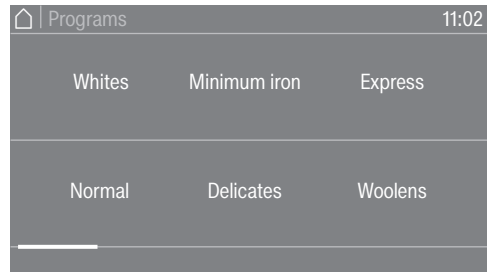 Programs 11:02
Whites Minimum iron Express
Normal Delicates Woolens